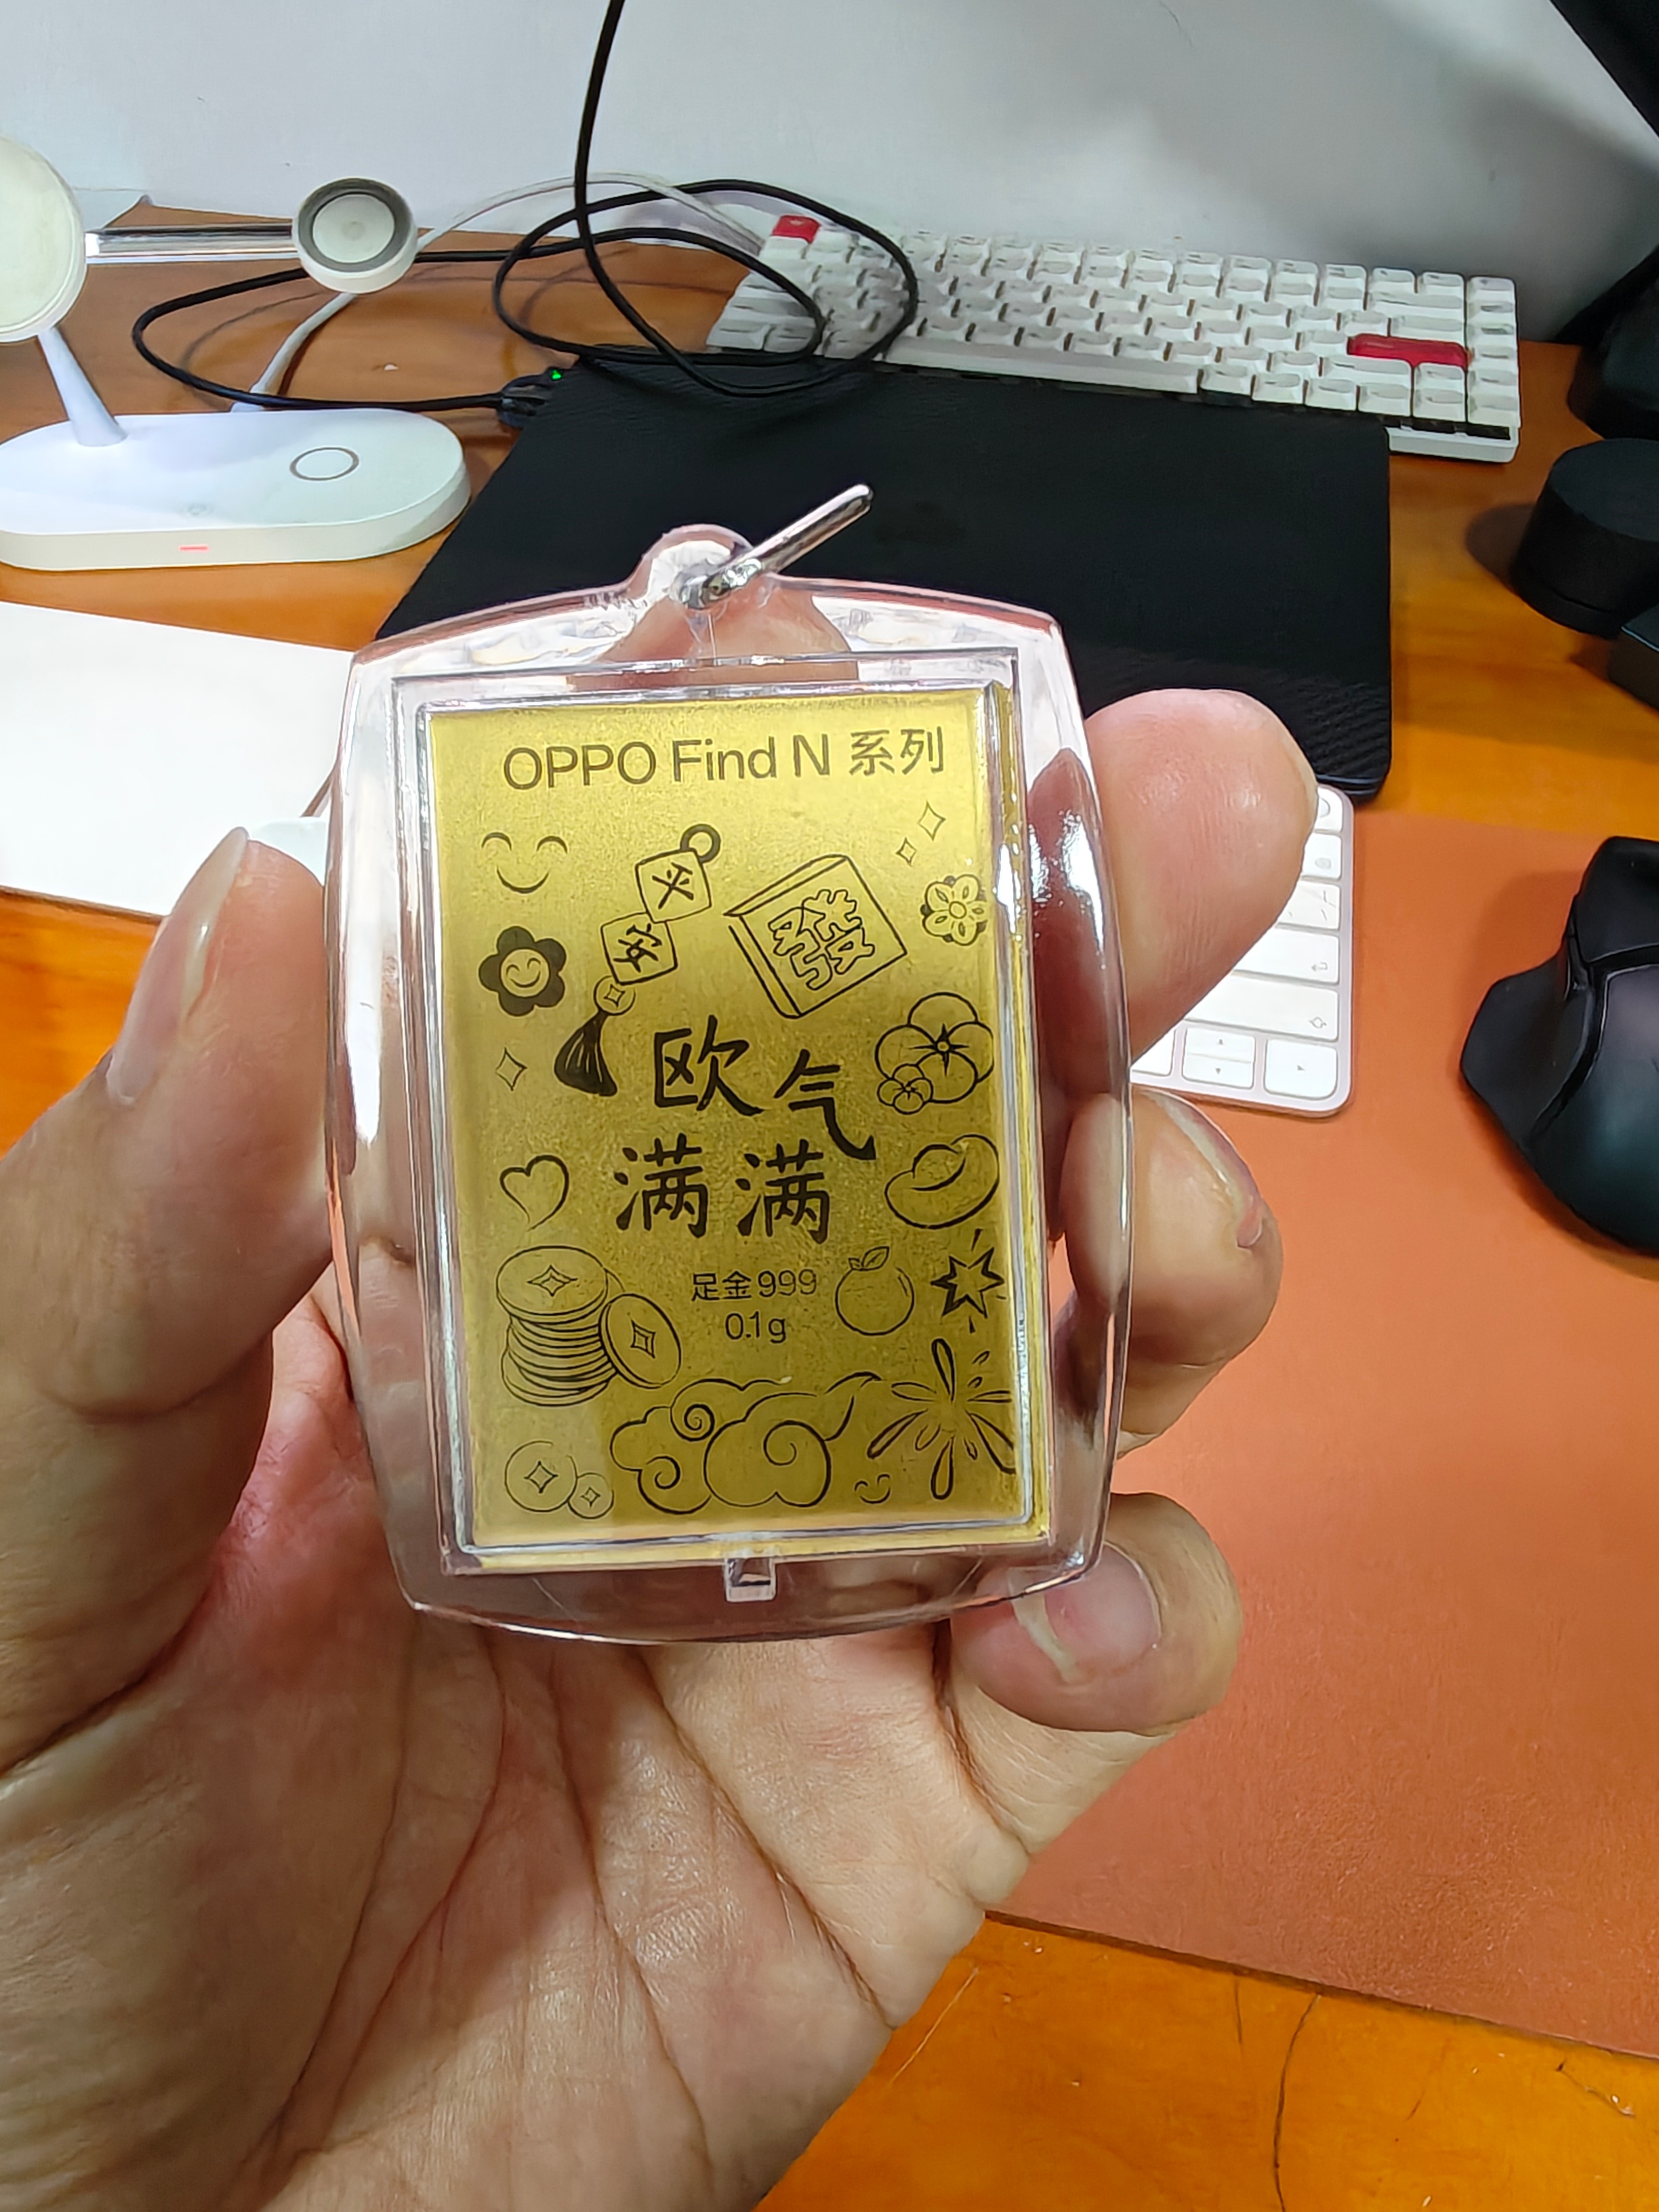 OPPO Find N 系列
平
安
發
欧气
满满
足金999
0.1g